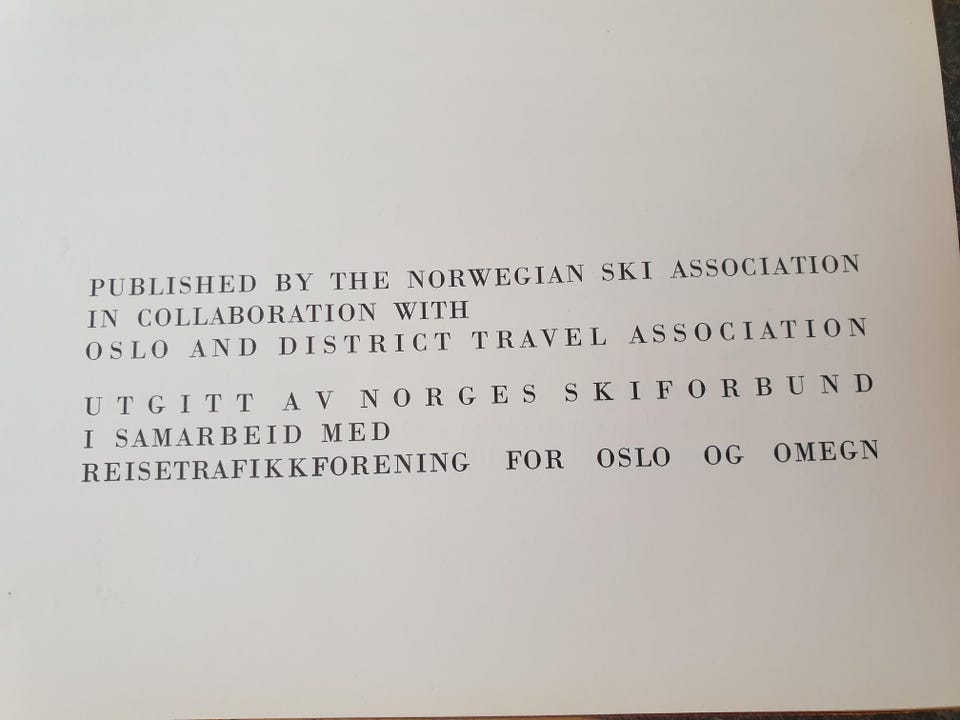 PUBLISHED BY THE NORWEGIAN SKI ASSOCIATION
IN COLLABORATION WITH
OSLO AND DISTRICT TRAVEL ASSOCIATION
UTGITT AV NORGES SKIFORBUND
I SAMARBEID MED
REISETRAFIKKFORENING FOR OSLO OG OMEGN